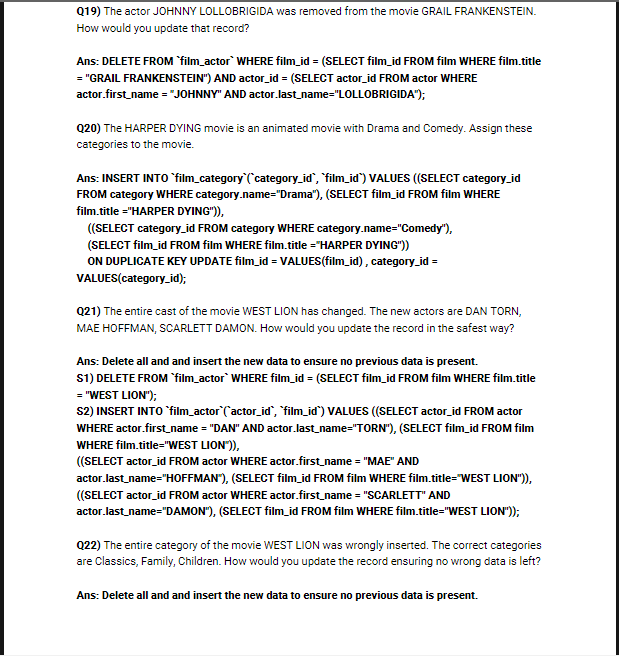 Q19) The actor JOHNNY LOLLOBRIGIDA was removed from the movie GRAIL FRANKENSTEIN.
How would you update that record?
Ans: DELETE FROM `film_actor` WHERE film_id = (SELECT film_id FROM film WHERE film.title
= "GRAIL FRANKENSTEIN") AND actor_id = (SELECT actor_id FROM actor WHERE
actor.first_name = "JOHNNY" AND actor.last_name="LOLLOBRIGIDA");
Q20) The HARPER DYING movie is an animated movie with Drama and Comedy. Assign these
categories to the movie.
Ans: INSERT INTO `film_category`(`category_id`, `film_id`) VALUES ((SELECT category_id
FROM category WHERE category.name="Drama"), (SELECT film_id FROM film WHERE
film.title ="HARPER DYING")),
((SELECT category_id FROM category WHERE category.name="Comedy"),
(SELECT film_id FROM film WHERE film.title ="HARPER DYING"))
ON DUPLICATE KEY UPDATE film_id = VALUES(film_id) , category_id =
VALUES(category_id);
Q21) The entire cast of the movie WEST LION has changed. The new actors are DAN TORN,
MAE HOFFMAN, SCARLETT DAMON. How would you update the record in the safest way?
Ans: Delete all and and insert the new data to ensure no previous data is present.
S1) DELETE FROM `film_actor` WHERE film_id = (SELECT film_id FROM film WHERE film.title
= "WEST LION");
S2) INSERT INTO `film_actor`(`actor_id`, `film_id`) VALUES ((SELECT actor_id FROM actor
WHERE actor.first_name = "DAN" AND actor.last_name="TORN"), (SELECT film_id FROM film
WHERE film.title="WEST LION")),
((SELECT actor_id FROM actor WHERE actor.first_name = "MAE" AND
actor.last_name="HOFFMAN"), (SELECT film_id FROM film WHERE film.title="WEST LION")),
((SELECT actor_id FROM actor WHERE actor.first_name = "SCARLETT" AND
actor.last_name="DAMON"), (SELECT film_id FROM film WHERE film.title="WEST LION"));
Q22) The entire category of the movie WEST LION was wrongly inserted. The correct categories
are Classics, Family, Children. How would you update the record ensuring no wrong data is left?
Ans: Delete all and and insert the new data to ensure no previous data is present.